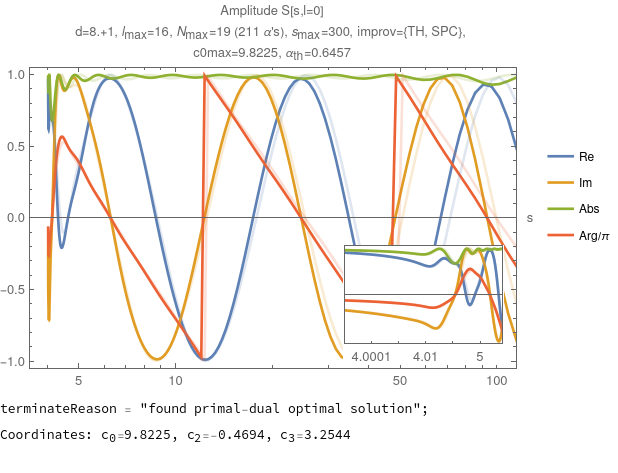 Amplitude S[s,l=0]
d=8.+1, lmax=16, Nmax=19 (211 α's), smax=300, improv={TH, SPC},
c0max=9.8225, αth=0.6457
1.0
0.5
0.0
-0.5
-1.0
5
10
50
100
s
4.0001
4.01
5
Re
Im
Abs
Arg/π
terminateReason = "found primal-dual optimal solution";
Coordinates: c0=9.8225, c2=-0.4694, c3=3.2544